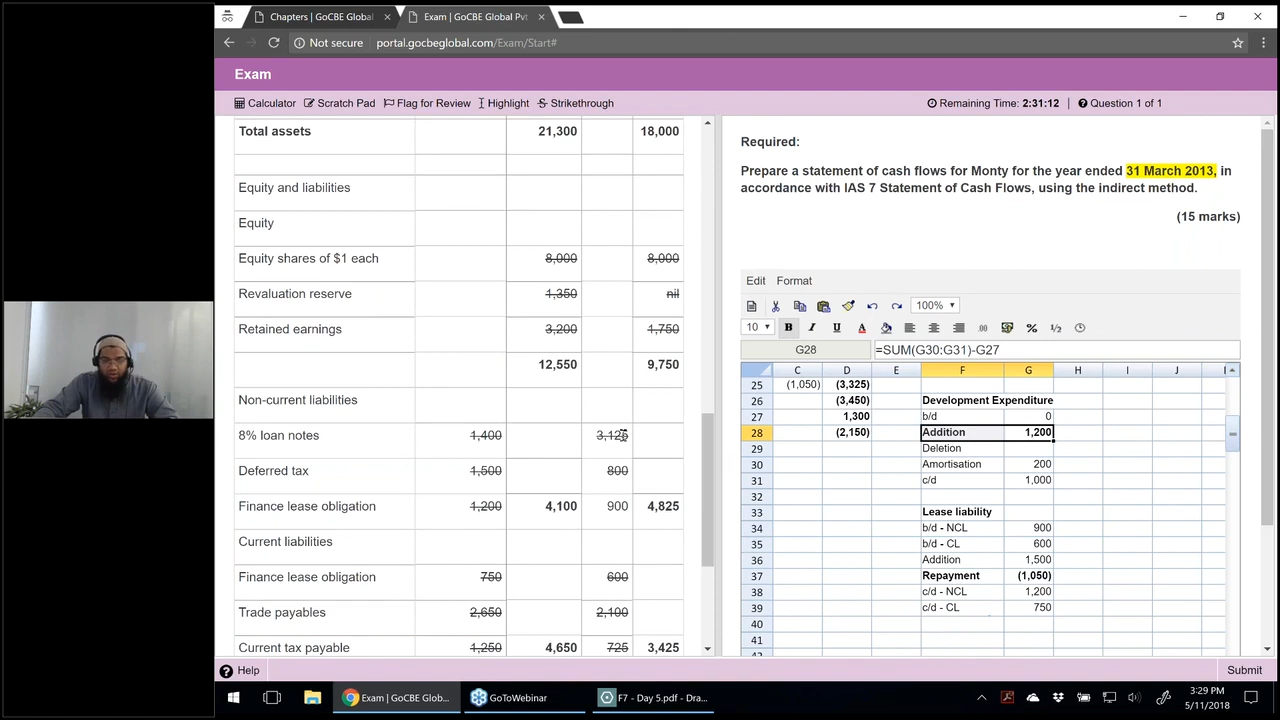 Chapters | GoCBE Global
Exam | GoCBE Global Pvt
Not secure
portal.gocbeglobal.com/Exam/Start#
Exam
Calculator Scratch Pad Flag for Review Highlight Strikethrough
Remaining Time: 2:31:12 | Question 1 of 1
Total assets 21,300 18,000
Equity and liabilities
Equity
Equity shares of $1 each 8,000 8,000
Revaluation reserve 1,350 nil
Retained earnings 3,200 1,750
12,550 9,750
Non-current liabilities
8% loan notes 1,400 3,125
Deferred tax 1,500 800
Finance lease obligation 1,200 4,100 900 4,825
Current liabilities
Finance lease obligation 750 600
Trade payables 2,650 2,100
Current tax payable 1,250 4,650 725 3,425
Required:
Prepare a statement of cash flows for Monty for the year ended 31 March 2013, in
accordance with IAS 7 Statement of Cash Flows, using the indirect method.
(15 marks)
Edit Format
100%
10 B I U A .00 % ½
G28 =SUM(G30:G31)-G27
C D E F G H I J
25 (1,050) (3,325)
26 (3,450) Development Expenditure
27 1,300 b/d 0
28 (2,150) Addition 1,200
29 Deletion
30 Amortisation 200
31 c/d 1,000
32
33 Lease liability
34 b/d - NCL 900
35 b/d - CL 600
36 Addition 1,500
37 Repayment (1,050)
38 c/d - NCL 1,200
39 c/d - CL 750
40
41
Help
Submit
Exam | GoCBE Glob...
GoToWebinar
F7 - Day 5.pdf - Dra...
3:29 PM
5/11/2018